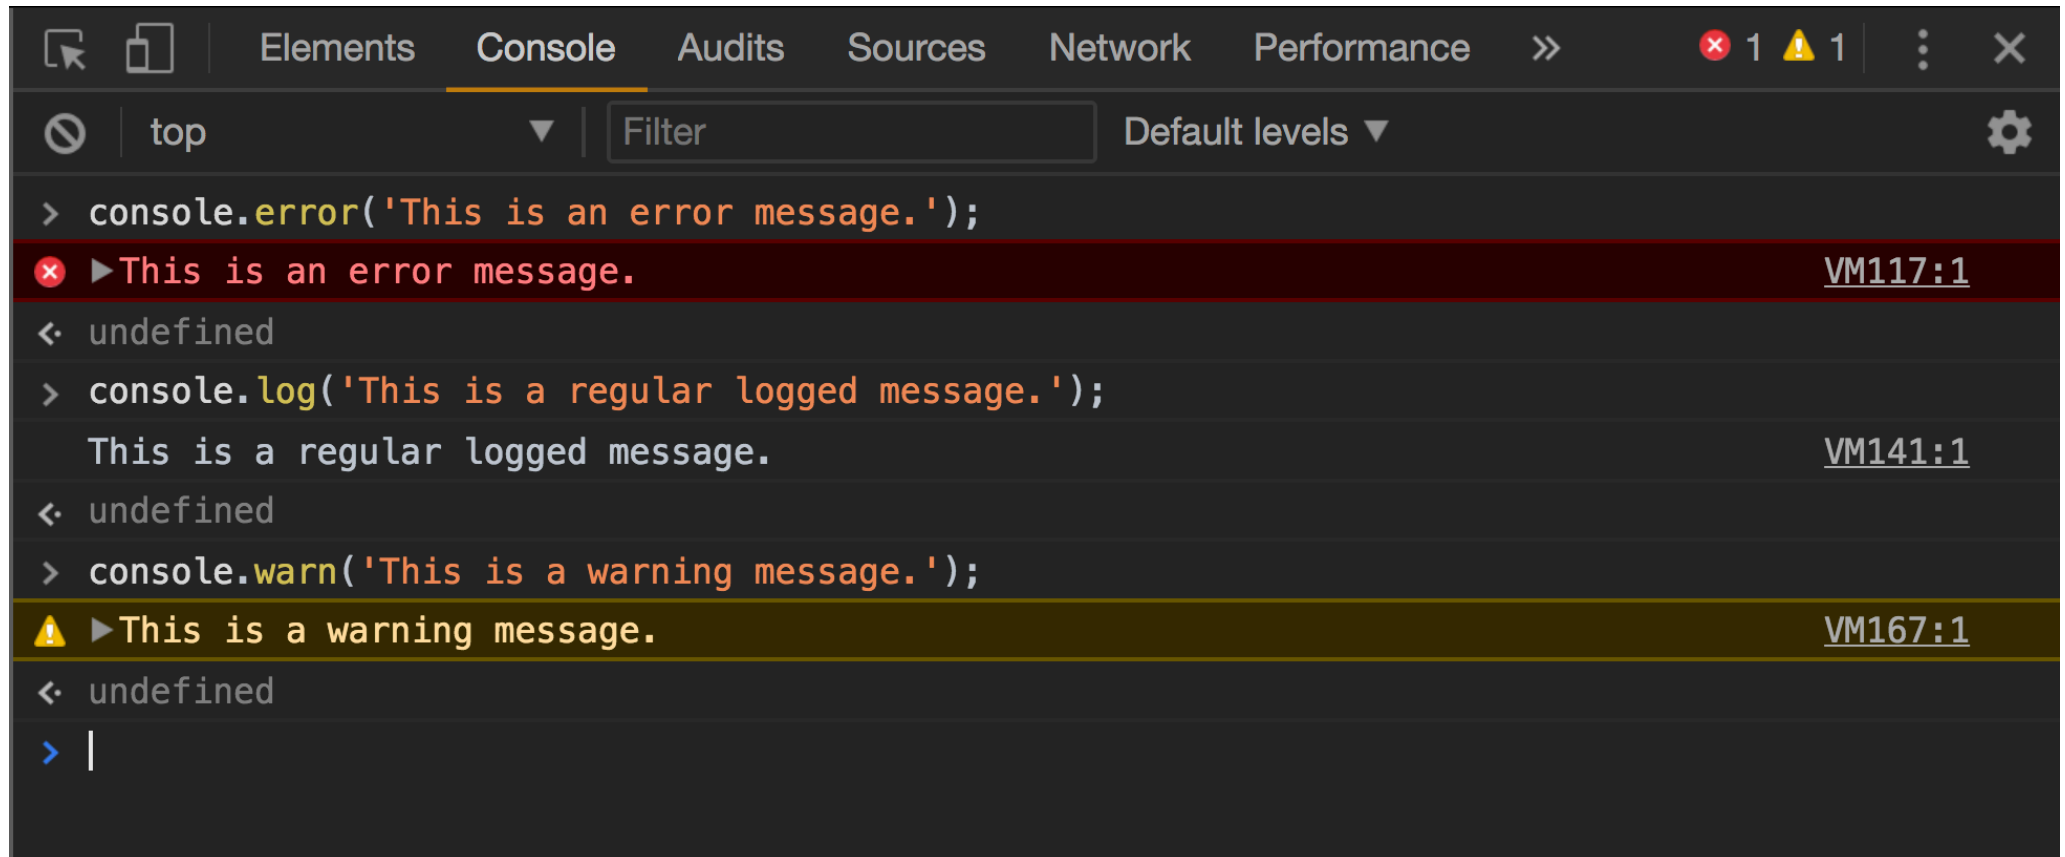 Elements Console Audits Sources Network Performance » 1 1
top Filter Default levels
> console.error('This is an error message.');
This is an error message. VM117:1
undefined
> console.log('This is a regular logged message.');
This is a regular logged message. VM141:1
undefined
> console.warn('This is a warning message.');
This is a warning message. VM167:1
undefined
>